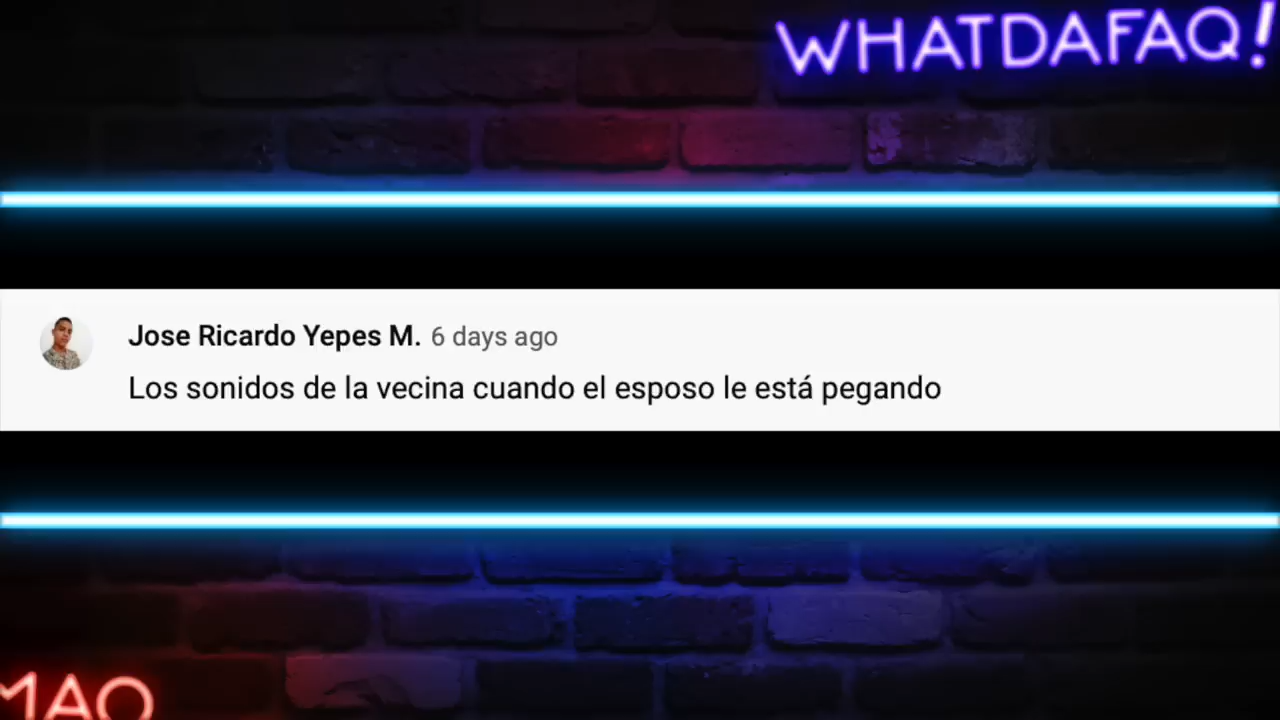 WHATDAFAQ!
Jose Ricardo Yepes M. 6 days ago
Los sonidos de la vecina cuando el esposo le está pegando
MAO